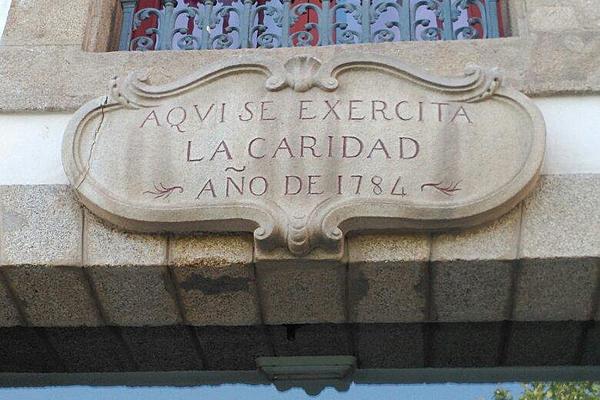 AQVI SE EXERCITA
LA CARIDAD
AÑO DE 1784